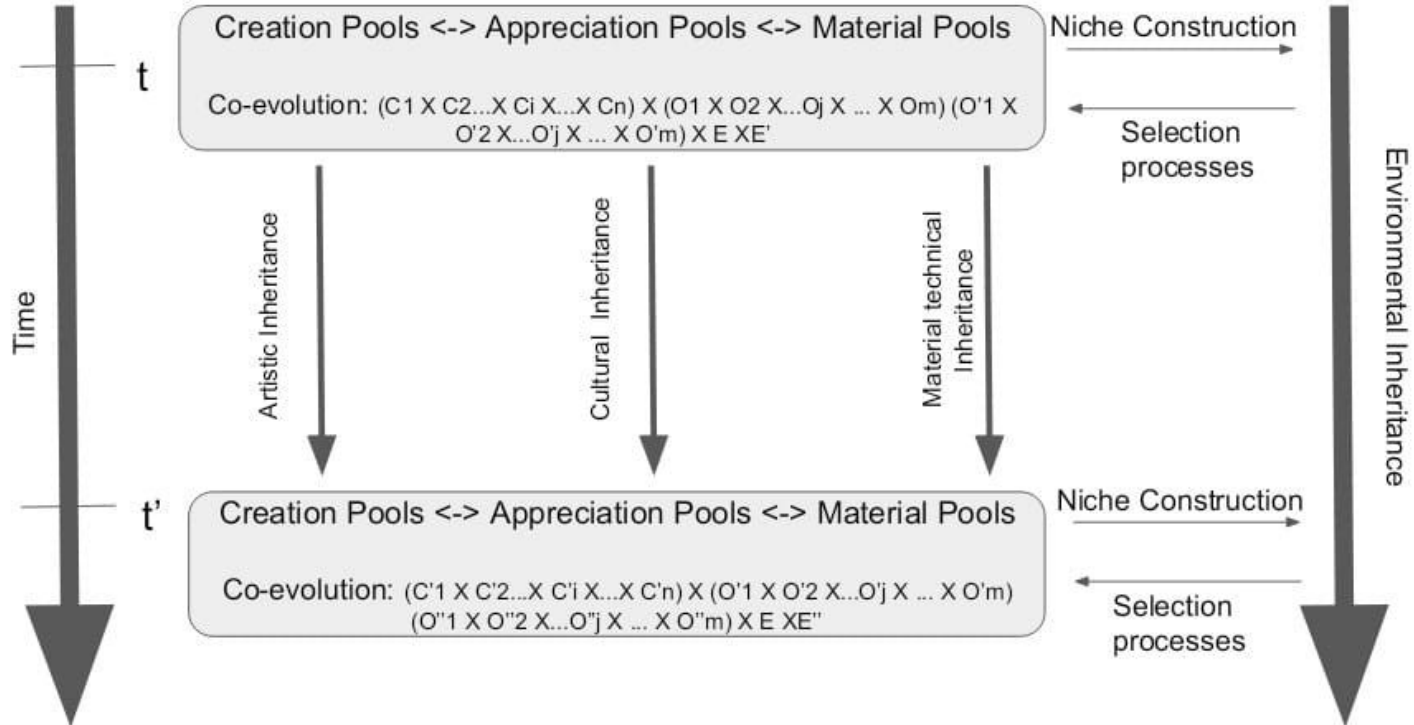 Creation Pools <-> Appreciation Pools <-> Material Pools
Niche Construction
t
Co-evolution: (C1 X C2...X Ci X...X Cn) X (O1 X O2 X...Oj X ... X Om) (O'1 X
O'2 X...O'j X ... X O'm) X E XE'
Selection
processes
Time
Artistic Inheritance
Cultural Inheritance
Material technical
Inheritance
Environmental Inheritance
t'
Creation Pools <-> Appreciation Pools <-> Material Pools
Niche Construction
Co-evolution: (C'1 X C'2...X C'i X...X C'n) X (O'1 X O'2 X...O'j X ... X O'm)
(O"1 X O"2 X...O"j X ... X O"m) X E XE"
Selection
processes